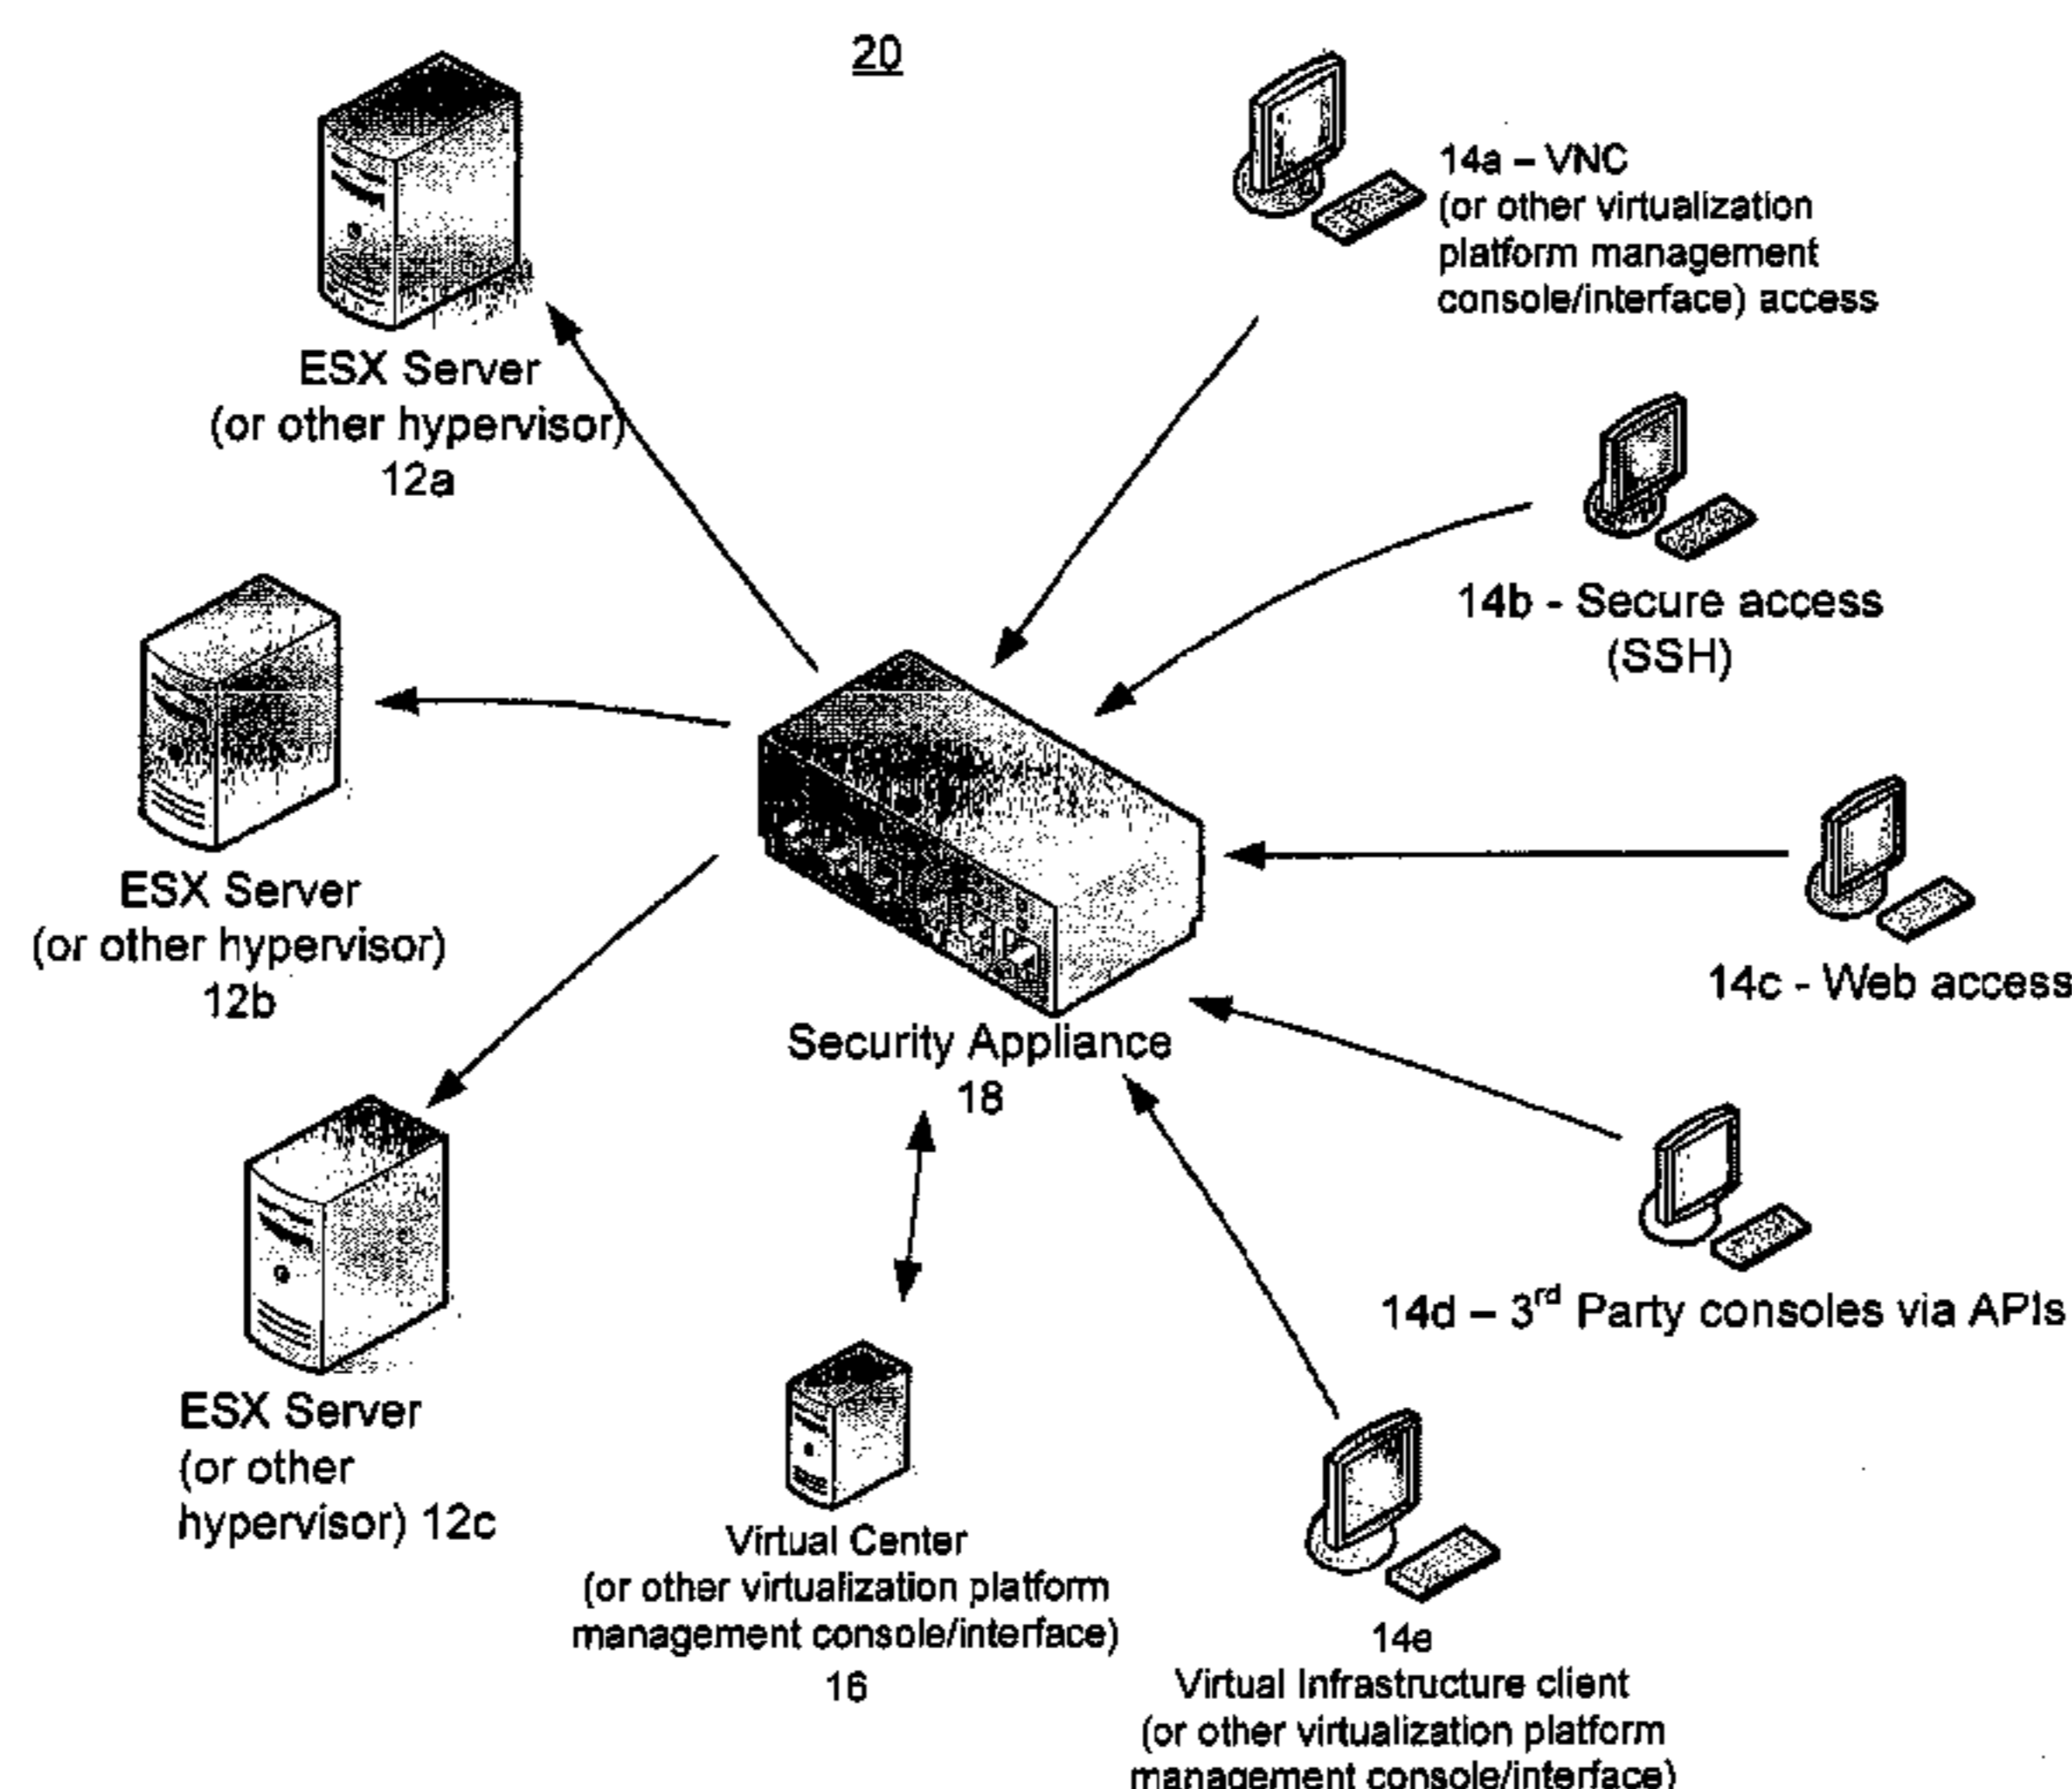 20
14a – VNC
(or other virtualization
platform management
console/interface) access
ESX Server
(or other hypervisor)
12a
14b - Secure access
(SSH)
ESX Server
(or other hypervisor)
12b
14c - Web access
Security Appliance
18
14d – 3rd Party consoles via APIs
ESX Server
(or other
hypervisor) 12c
Virtual Center
(or other virtualization platform
management console/interface)
16
14e
Virtual Infrastructure client
(or other virtualization platform
management console/interface)